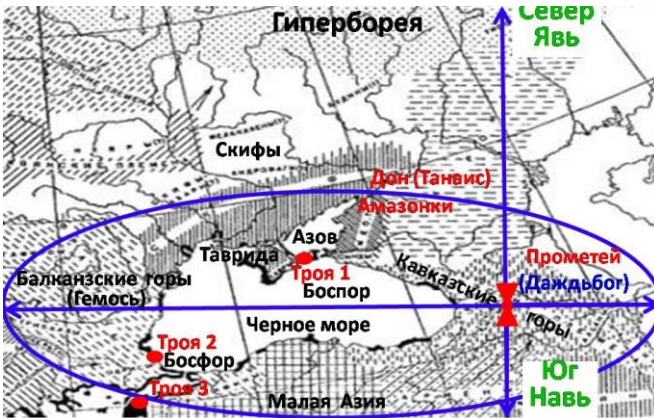 Гиперборея
Север
Явь
Скифы
Дон (Танаис)
Амазонки
Азов
Таврида
Троя 1
Боспор
Балканзские горы
(Гемось)
Кавказские
горы
Прометей
(Даждьбог)
Черное море
Троя 2
Босфор
Троя 3
Малая Азия
Юг
Навь